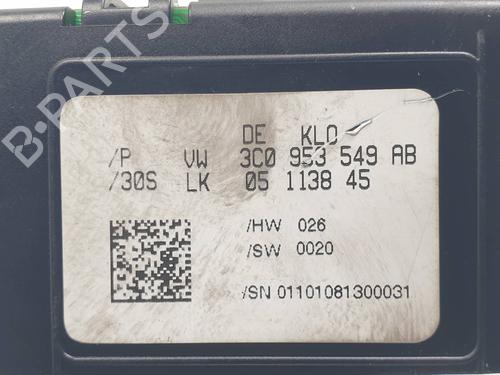 DE KLO
/P VW 3C0 953 549 AB
/30S LK 05 1138 45
/HW 026
/SW 0020
/SN 01101081300031
B-PARTS